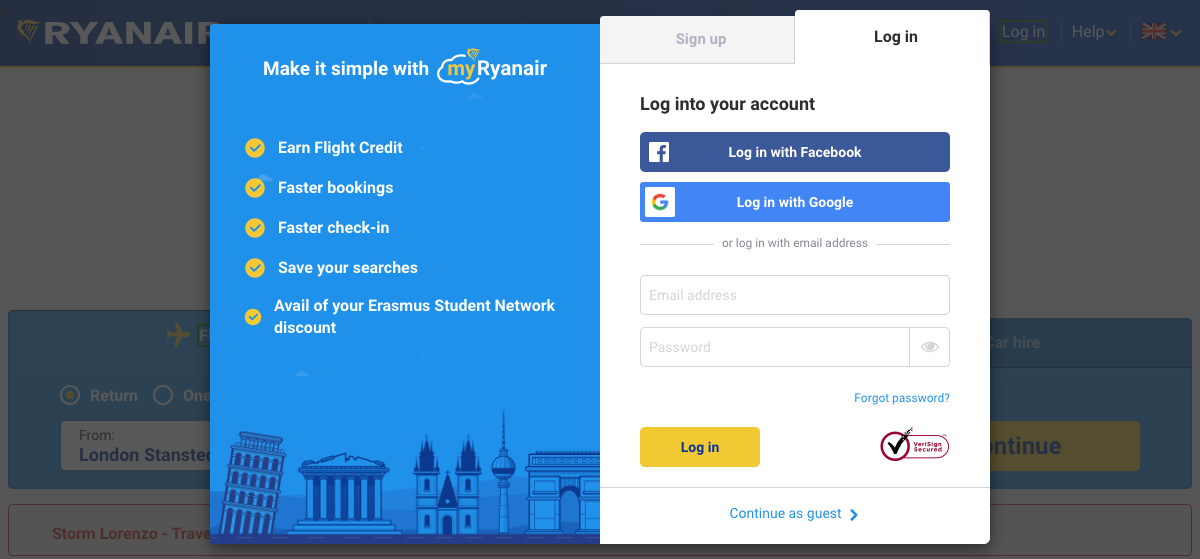 RYANAIR
Log in
Help
Make it simple with myRyanair
Earn Flight Credit
Faster bookings
Faster check-in
Save your searches
Avail of your Erasmus Student Network
discount
Sign up
Log in
Log into your account
Log in with Facebook
Log in with Google
or log in with email address
Email address
Password
Forgot password?
Log in
VeriSign
Secured
Continue as guest
Car hire
Return
From:
London Stansted
Storm Lorenzo -